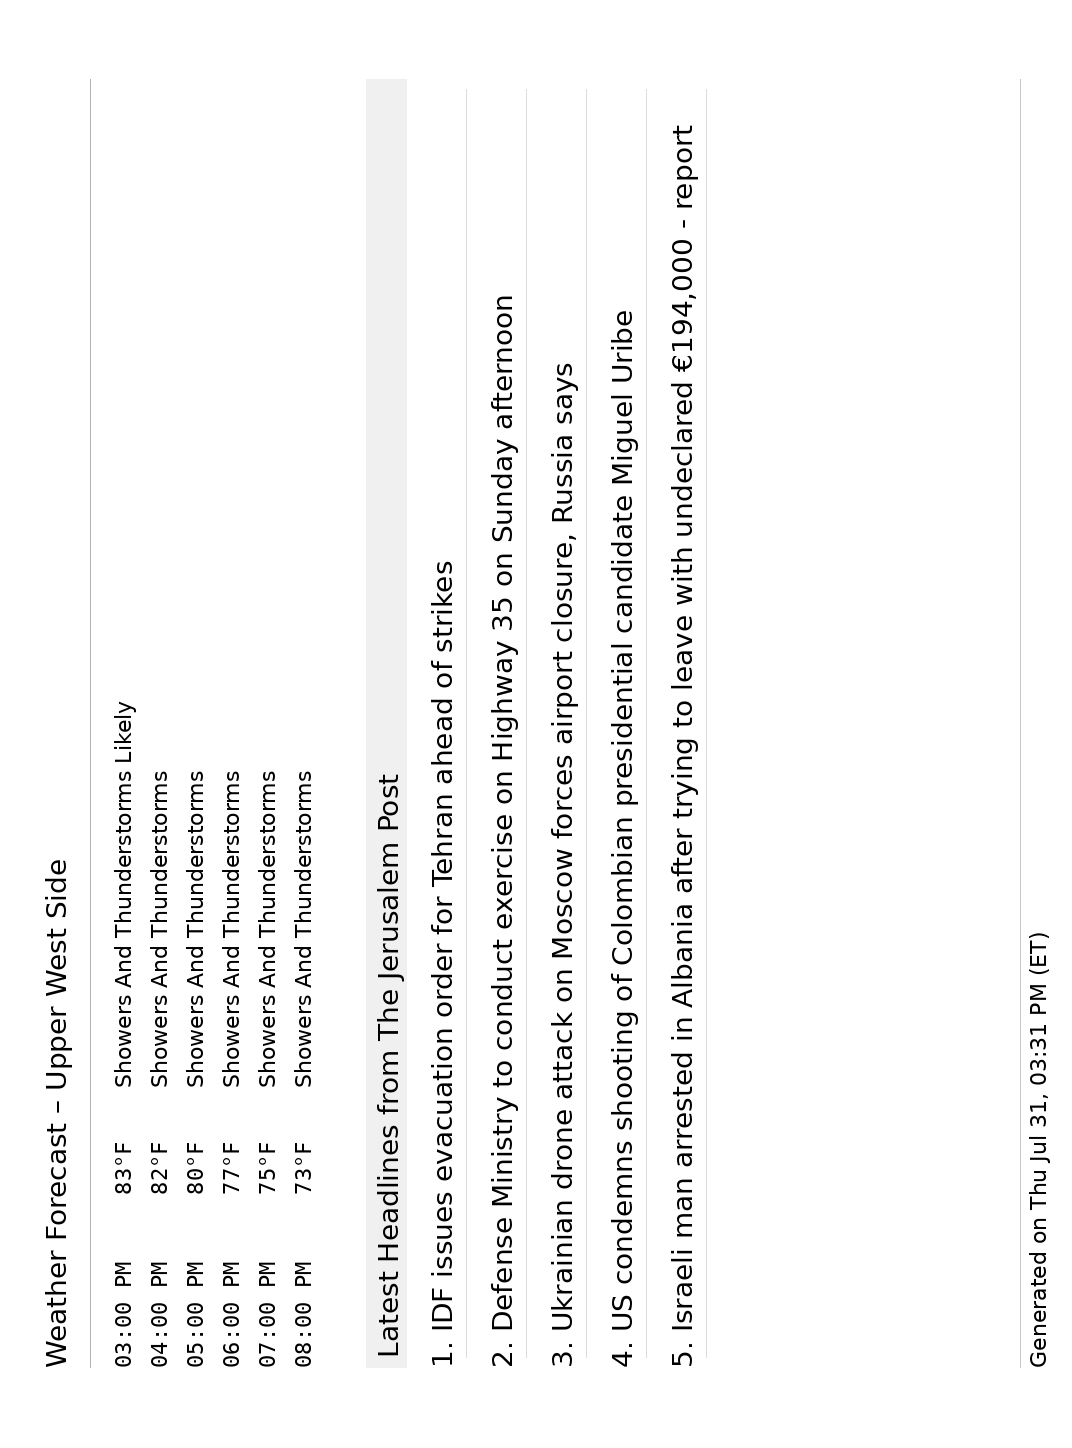 Weather Forecast – Upper West Side
03:00 PM 83°F Showers And Thunderstorms Likely
04:00 PM 82°F Showers And Thunderstorms
05:00 PM 80°F Showers And Thunderstorms
06:00 PM 77°F Showers And Thunderstorms
07:00 PM 75°F Showers And Thunderstorms
08:00 PM 73°F Showers And Thunderstorms
Latest Headlines from The Jerusalem Post
1. IDF issues evacuation order for Tehran ahead of strikes
2. Defense Ministry to conduct exercise on Highway 35 on Sunday afternoon
3. Ukrainian drone attack on Moscow forces airport closure, Russia says
4. US condemns shooting of Colombian presidential candidate Miguel Uribe
5. Israeli man arrested in Albania after trying to leave with undeclared €194,000 - report
Generated on Thu Jul 31, 03:31 PM (ET)